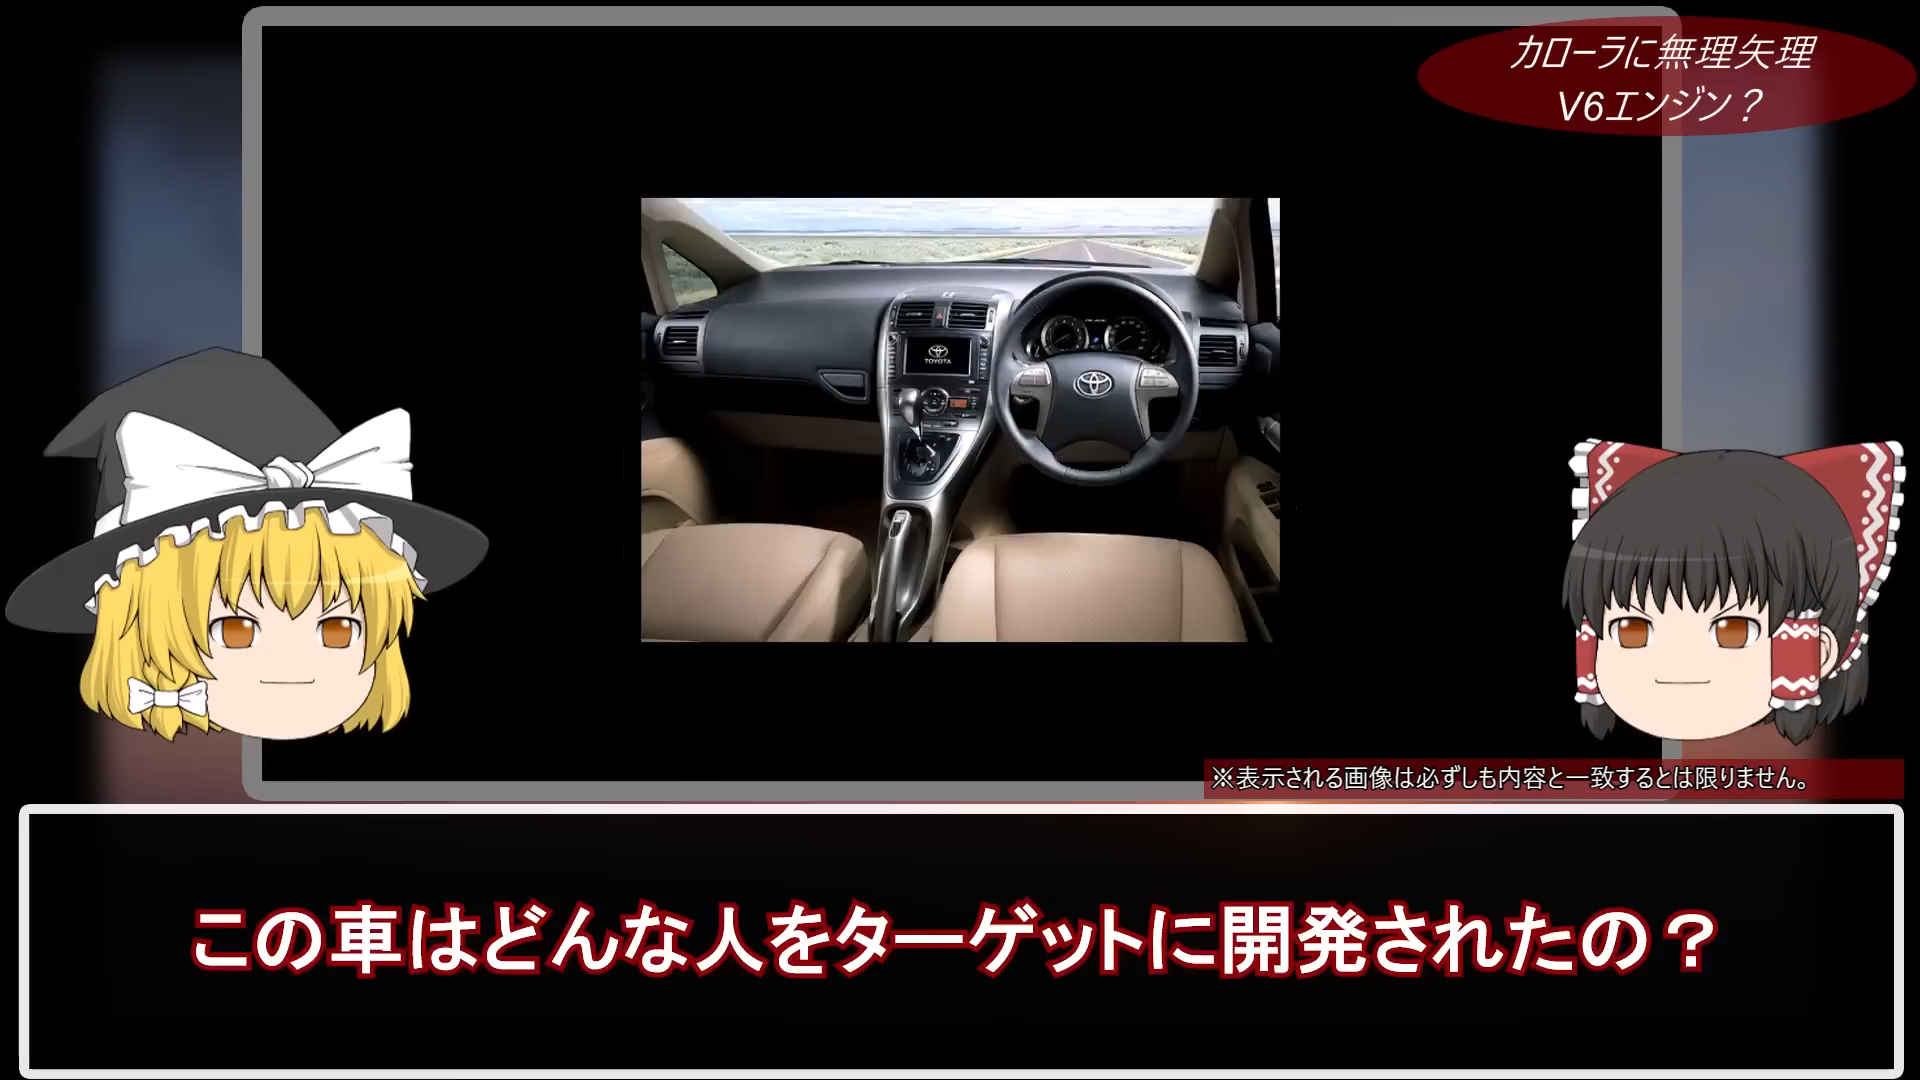 カローラに無理矢理
V6エンジン？
TOYOTA
※表示される画像は必ずしも内容と一致するとは限りません。
この車はどんな人をターゲットに開発されたの？